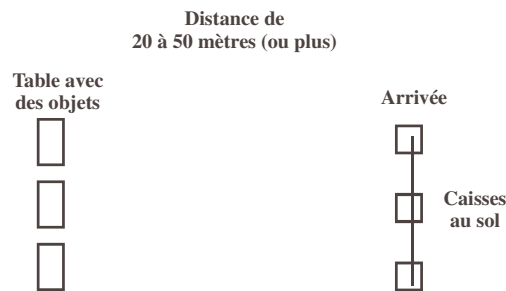 Distance de
20 à 50 mètres (ou plus)
Table avec
des objets
Arrivée
Caisses
au sol